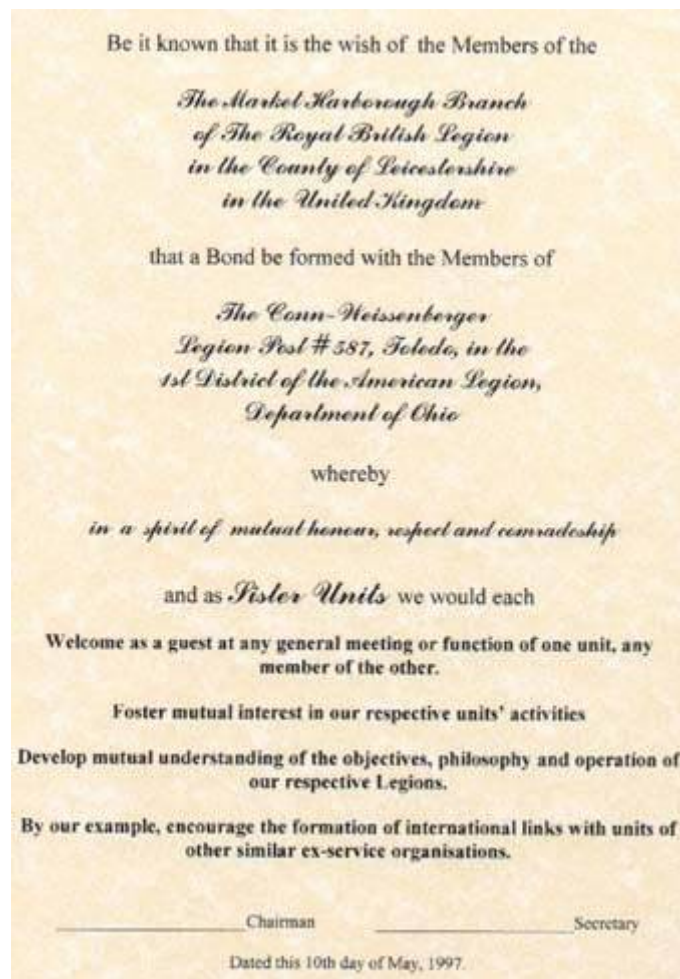 Be it known that it is the wish of the Members of the
The Market Harborough Branch
of The Royal British Legion
in the County of Leicestershire
in the United Kingdom
that a Bond be formed with the Members of
The Conn-Weissenberger
Legion Post #587, Toledo, in the
1st District of the American Legion,
Department of Ohio
whereby
in a spirit of mutual honour, respect and comradeship
and as Sister Units we would each
Welcome as a guest at any general meeting or function of one unit, any
member of the other.
Foster mutual interest in our respective units' activities
Develop mutual understanding of the objectives, philosophy and operation of
our respective Legions.
By our example, encourage the formation of international links with units of
other similar ex-service organisations.
Chairman Secretary
Dated this 10th day of May, 1997.